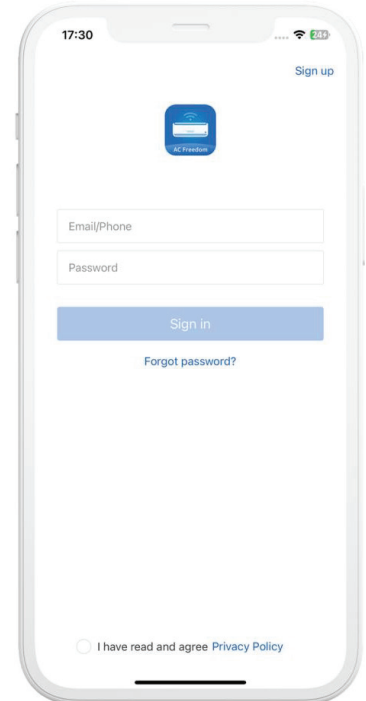 17:30
24
Sign up
AC Freedom
Email/Phone
Password
Sign in
Forgot password?
I have read and agree Privacy Policy